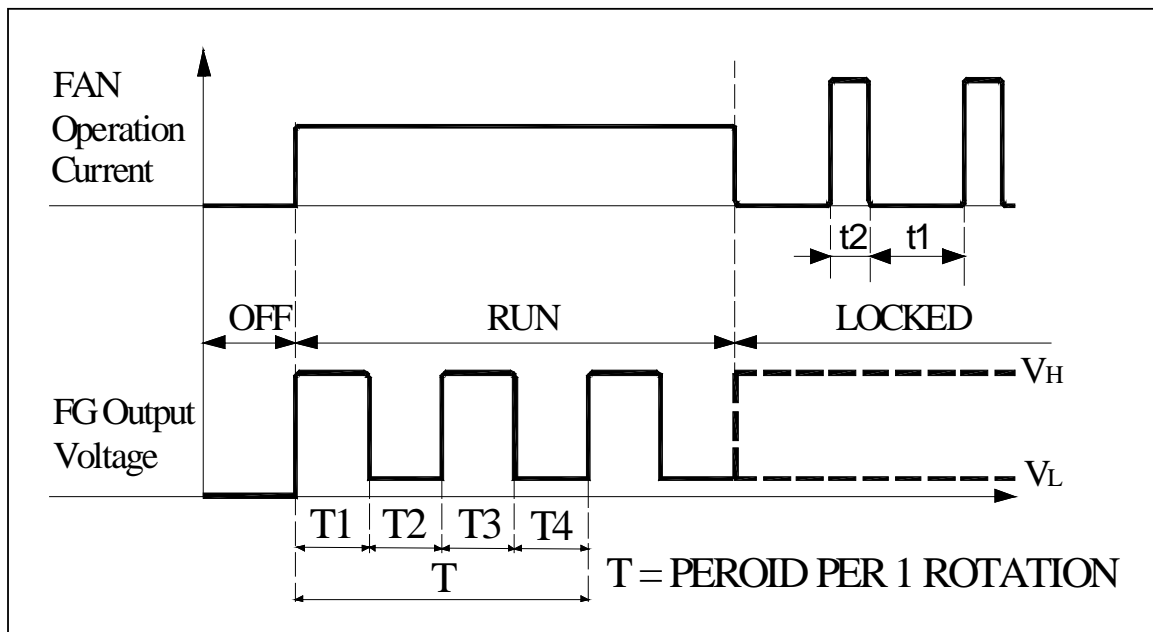 FAN
Operation
Current
t2
t1
OFF
RUN
LOCKED
VH
FG Output
Voltage
VL
T1
T2
T3
T4
T
T = PEROID PER 1 ROTATION